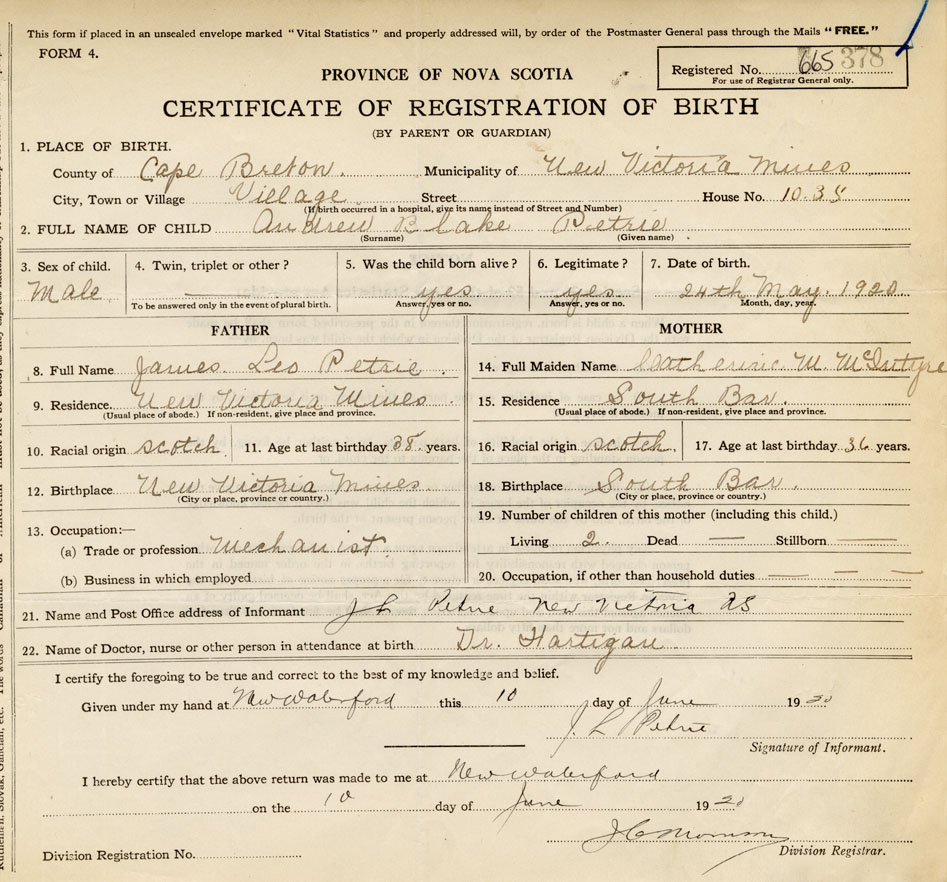 This form if placed in an unsealed envelope marked "Vital Statistics" and properly addressed will, by order of the Postmaster General pass through the Mails "FREE."
FORM 4.
Registered No. 665 378
For use of Registrar General only.
PROVINCE OF NOVA SCOTIA
CERTIFICATE OF REGISTRATION OF BIRTH
(BY PARENT OR GUARDIAN)
1. PLACE OF BIRTH.
County of Cape Breton. Municipality of New Victoria Mines
City, Town or Village Village Street House No. 10.35
(If birth occurred in a hospital, give its name instead of Street and Number)
2. FULL NAME OF CHILD Andrew Blake Petrie
(Surname) (Given name)
3. Sex of child. 4. Twin, triplet or other? 5. Was the child born alive? 6. Legitimate? 7. Date of birth.
Male — yes yes 24th May. 1920
To be answered only in the event of plural birth. Answer, yes or no. Answer, yes or no. Month, day, year.
FATHER MOTHER
8. Full Name James Leo Petrie. 14. Full Maiden Name Catherine M McIntyre
9. Residence. New Victoria Mines 15. Residence South Bar.
(Usual place of abode.) If non-resident, give place and province. (Usual place of abode.) If non-resident, give place and province.
10. Racial origin scotch 11. Age at last birthday 38 years. 16. Racial origin scotch. 17. Age at last birthday 36 years.
12. Birthplace New Victoria Mines 18. Birthplace South Bar.
(City or place, province or country.) (City or place, province or country.)
19. Number of children of this mother (including this child.)
13. Occupation:—
(a) Trade or profession Mechanist. Living 2. Dead — Stillborn —
(b) Business in which employed 20. Occupation, if other than household duties — — —
21. Name and Post Office address of Informant J L Petrie New Victoria
22. Name of Doctor, nurse or other person in attendance at birth Dr. Hartigan
I certify the foregoing to be true and correct to the best of my knowledge and belief.
Given under my hand at New Waterford this 10 day of June 1920
J. L Petrie
Signature of Informant.
I hereby certify that the above return was made to me at New Waterford
on the 10 day of June 1920
Division Registration No. Division Registrar.